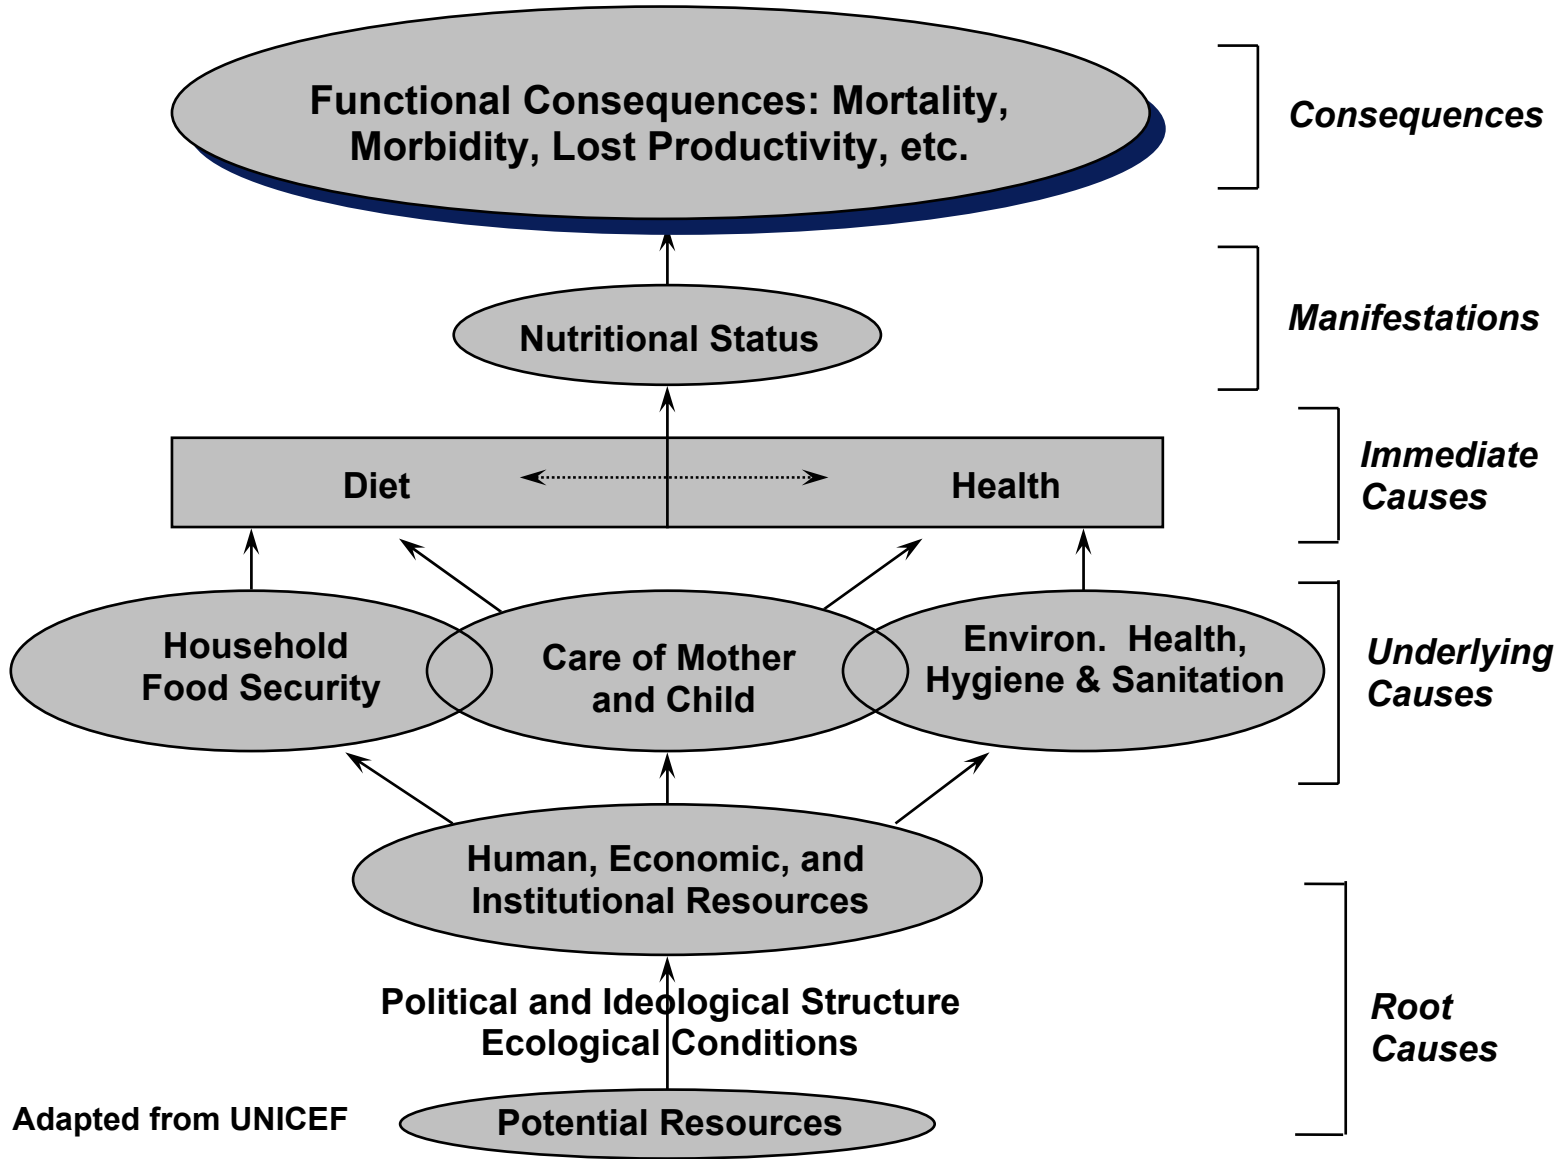 Functional Consequences: Mortality,
Morbidity, Lost Productivity, etc.
Consequences
Nutritional Status
Manifestations
Diet
Health
Immediate
Causes
Household
Food Security
Care of Mother
and Child
Environ. Health,
Hygiene & Sanitation
Underlying
Causes
Human, Economic, and
Institutional Resources
Political and Ideological Structure
Ecological Conditions
Root
Causes
Potential Resources
Adapted from UNICEF